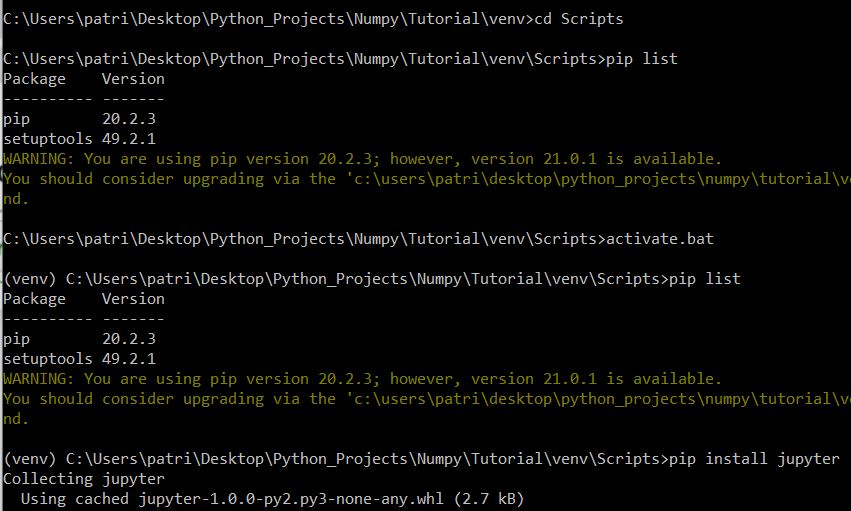 C:\Users\patri\Desktop\Python_Projects\Numpy\Tutorial\venv>cd Scripts
C:\Users\patri\Desktop\Python_Projects\Numpy\Tutorial\venv\Scripts>pip list
Package    Version
---------- -------
pip        20.2.3
setuptools 49.2.1
WARNING: You are using pip version 20.2.3; however, version 21.0.1 is available.
You should consider upgrading via the 'c:\users\patri\desktop\python_projects\numpy\tutorial\ve
nd.
C:\Users\patri\Desktop\Python_Projects\Numpy\Tutorial\venv\Scripts>activate.bat
(venv) C:\Users\patri\Desktop\Python_Projects\Numpy\Tutorial\venv\Scripts>pip list
Package    Version
---------- -------
pip        20.2.3
setuptools 49.2.1
WARNING: You are using pip version 20.2.3; however, version 21.0.1 is available.
You should consider upgrading via the 'c:\users\patri\desktop\python_projects\numpy\tutorial\ve
nd.
(venv) C:\Users\patri\Desktop\Python_Projects\Numpy\Tutorial\venv\Scripts>pip install jupyter
Collecting jupyter
  Using cached jupyter-1.0.0-py2.py3-none-any.whl (2.7 kB)